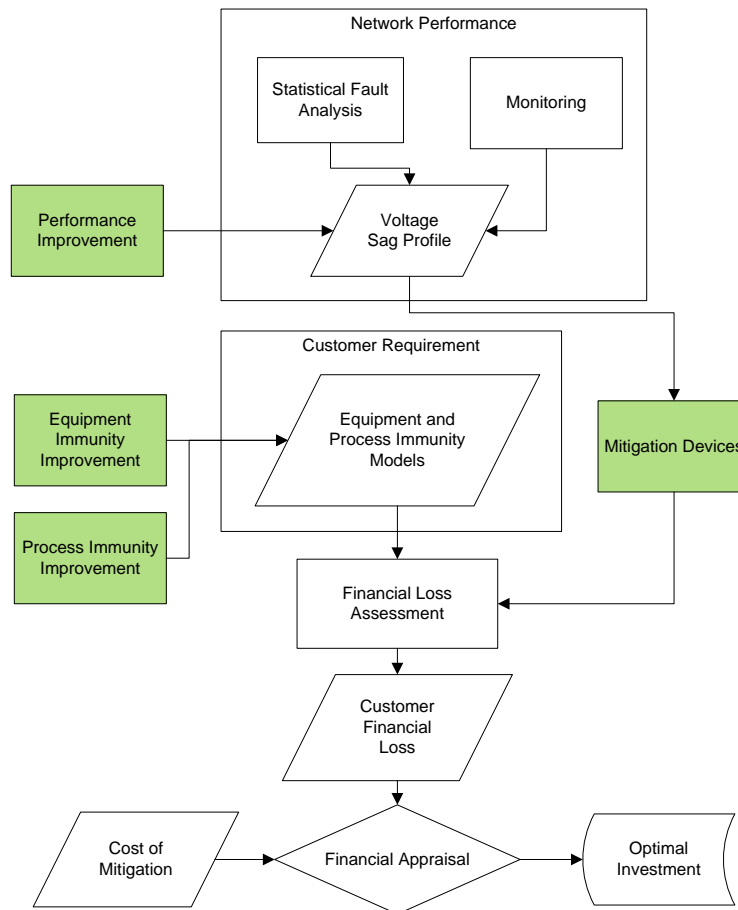 Network Performance
Statistical Fault
Analysis
Monitoring
Performance
Improvement
Voltage
Sag Profile
Customer Requirement
Equipment
Immunity
Improvement
Equipment and
Process Immunity
Models
Mitigation Devices
Process Immunity
Improvement
Financial Loss
Assessment
Customer
Financial
Loss
Cost of
Mitigation
Financial Appraisal
Optimal
Investment